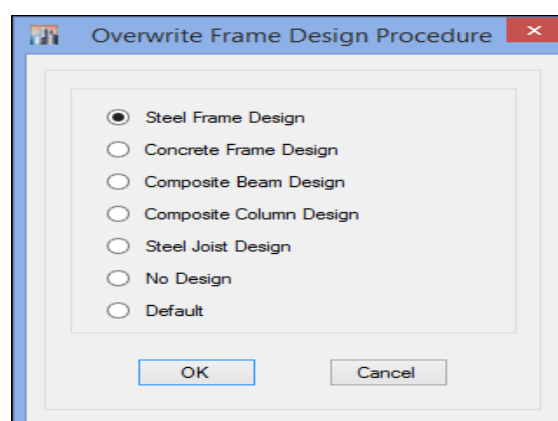 Overwrite Frame Design Procedure
Steel Frame Design
Concrete Frame Design
Composite Beam Design
Composite Column Design
Steel Joist Design
No Design
Default
OK Cancel